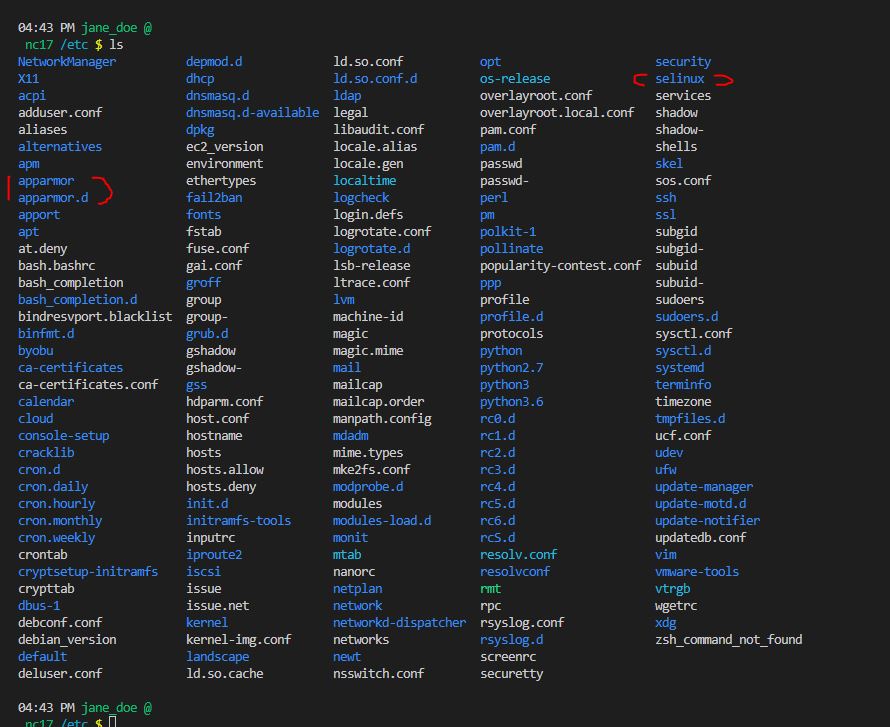 04:43 PM jane_doe @
nc17 /etc $ ls
NetworkManager depmod.d ld.so.conf opt security
X11 dhcp ld.so.conf.d os-release selinux
acpi dnsmasq.d ldap overlayroot.conf services
adduser.conf dnsmasq.d-available legal overlayroot.local.conf shadow
aliases dpkg libaudit.conf pam.conf shadow-
alternatives ec2_version locale.alias pam.d shells
apm environment locale.gen passwd skel
apparmor ethertypes localtime passwd- sos.conf
apparmor.d fail2ban logcheck perl ssh
apport fonts login.defs pm ssl
apt fstab logrotate.conf polkit-1 subgid
at.deny fuse.conf logrotate.d pollinate subgid-
bash.bashrc gai.conf lsb-release popularity-contest.conf subuid
bash_completion groff ltrace.conf ppp subuid-
bash_completion.d group lvm profile sudoers
bindresvport.blacklist group- machine-id profile.d sudoers.d
binfmt.d grub.d magic protocols sysctl.conf
byobu gshadow magic.mime python sysctl.d
ca-certificates gshadow- mail python2.7 systemd
ca-certificates.conf gss mailcap python3 terminfo
calendar hdparm.conf mailcap.order python3.6 timezone
cloud host.conf manpath.config rc0.d tmpfiles.d
console-setup hostname mdadm rc1.d ucf.conf
cracklib hosts mime.types rc2.d udev
cron.d hosts.allow mke2fs.conf rc3.d ufw
cron.daily hosts.deny modprobe.d rc4.d update-manager
cron.hourly init.d modules rc5.d update-motd.d
cron.monthly initramfs-tools modules-load.d rc6.d update-notifier
cron.weekly inputrc monit rc5.d updatedb.conf
crontab iproute2 mtab resolv.conf vim
cryptsetup-initramfs iscsi nanorc resolvconf vmware-tools
crypttab issue netplan rmt vtrgb
dbus-1 issue.net network rpc wgetrc
debconf.conf kernel networkd-dispatcher rsyslog.conf xdg
debian_version kernel-img.conf networks rsyslog.d zsh_command_not_found
default landscape newt screenrc
deluser.conf ld.so.cache nsswitch.conf securetty
04:43 PM jane_doe @
nc17 /etc $